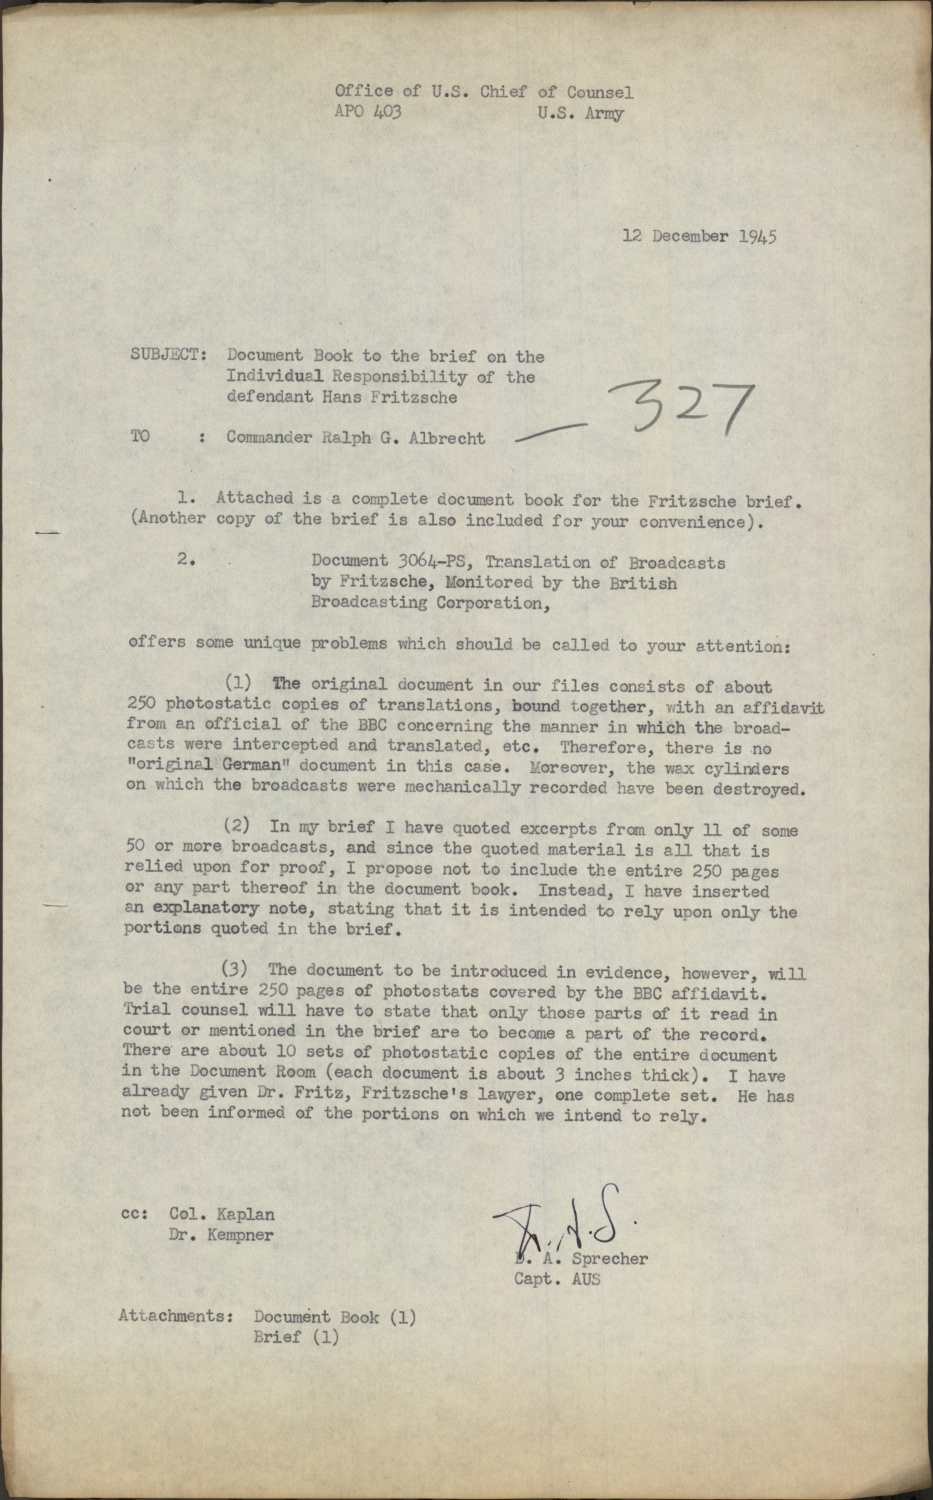 Office of U.S. Chief of Counsel
APO 403 U.S. Army
12 December 1945
SUBJECT: Document Book to the brief on the
Individual Responsibility of the
defendant Hans Fritzsche
327
TO : Commander Ralph G. Albrecht
1. Attached is a complete document book for the Fritzsche brief.
(Another copy of the brief is also included for your convenience).
2. Document 3064-PS, Translation of Broadcasts
by Fritzsche, Monitored by the British
Broadcasting Corporation,
offers some unique problems which should be called to your attention:
(1) The original document in our files consists of about
250 photostatic copies of translations, bound together, with an affidavit
from an official of the BBC concerning the manner in which the broad-
casts were intercepted and translated, etc. Therefore, there is no
"original German" document in this case. Moreover, the wax cylinders
on which the broadcasts were mechanically recorded have been destroyed.
(2) In my brief I have quoted excerpts from only 11 of some
50 or more broadcasts, and since the quoted material is all that is
relied upon for proof, I propose not to include the entire 250 pages
or any part thereof in the document book. Instead, I have inserted
an explanatory note, stating that it is intended to rely upon only the
portions quoted in the brief.
(3) The document to be introduced in evidence, however, will
be the entire 250 pages of photostats covered by the BBC affidavit.
Trial counsel will have to state that only those parts of it read in
court or mentioned in the brief are to become a part of the record.
There are about 10 sets of photostatic copies of the entire document
in the Document Room (each document is about 3 inches thick). I have
already given Dr. Fritz, Fritzsche's lawyer, one complete set. He has
not been informed of the portions on which we intend to rely.
cc: Col. Kaplan
Dr. Kempner
D. A. Sprecher
Capt. AUS
Attachments: Document Book (1)
Brief (1)